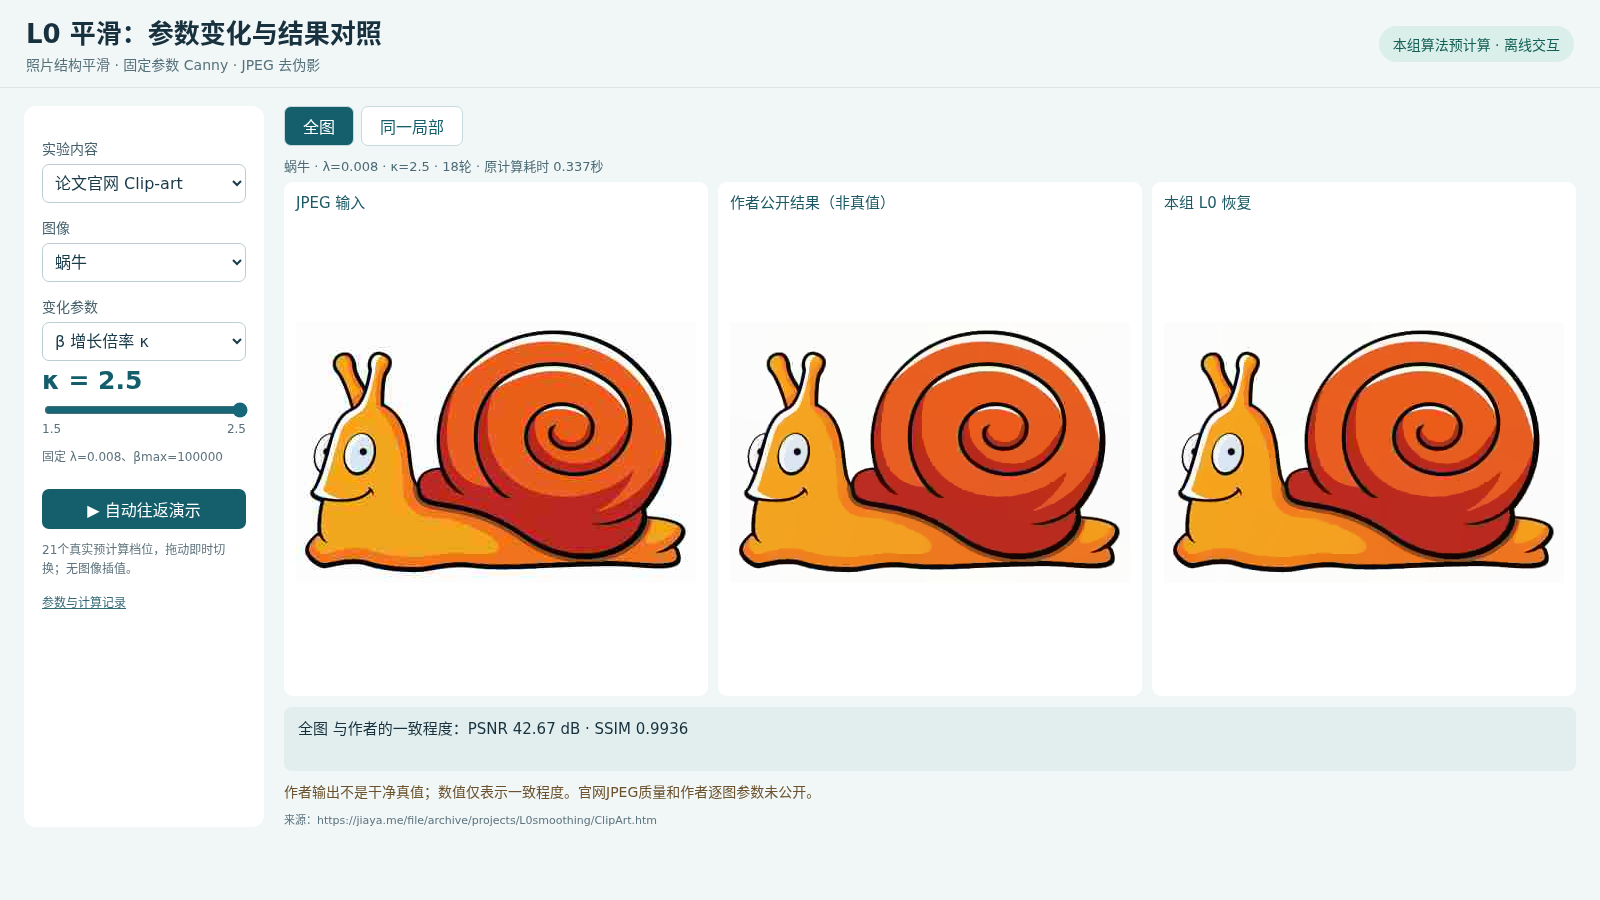 L0 平滑：参数变化与结果对照
照片结构平滑 · 固定参数 Canny · JPEG 去伪影
本组算法预计算 · 离线交互
实验内容
论文官网 Clip-art
图像
蜗牛
变化参数
β 增长倍率 κ
κ = 2.5
1.5 2.5
固定 λ=0.008、βmax=100000
▶ 自动往返演示
21个真实预计算档位，拖动即时切
换；无图像插值。
参数与计算记录
全图 同一局部
蜗牛 · λ=0.008 · κ=2.5 · 18轮 · 原计算耗时 0.337秒
JPEG 输入
作者公开结果（非真值）
本组 L0 恢复
全图 与作者的一致程度：PSNR 42.67 dB · SSIM 0.9936
作者输出不是干净真值；数值仅表示一致程度。官网JPEG质量和作者逐图参数未公开。
来源：https://jiaya.me/file/archive/projects/L0smoothing/ClipArt.htm